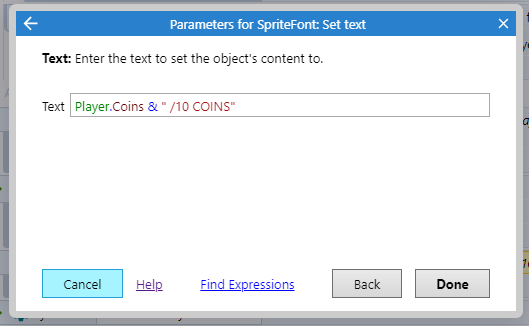 Parameters for SpriteFont: Set text
Text: Enter the text to set the object's content to.
Text Player.Coins & " /10 COINS"
Cancel Help Find Expressions Back Done